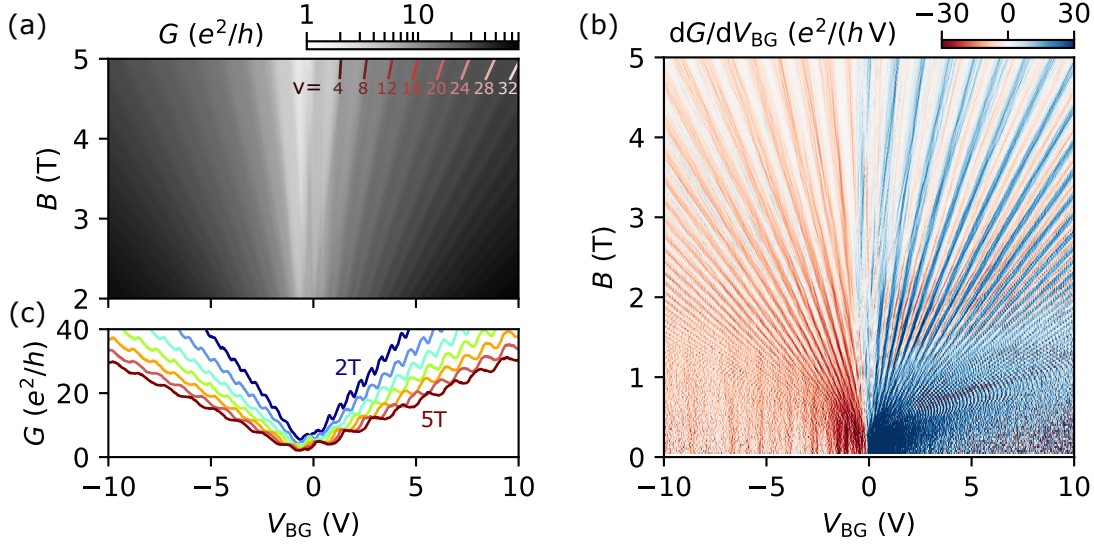 (a)
G (e²/h)
1 10
5
4
3
2
B (T)
ν= 4 8 12 16 20 24 28 32
(c)
40
20
0
G (e²/h)
2T
5T
−10 −5 0 5 10
V_BG (V)
(b)
dG/dV_BG (e²/(h V)
−30 0 30
5
4
3
2
1
0
B (T)
−10 −5 0 5 10
V_BG (V)